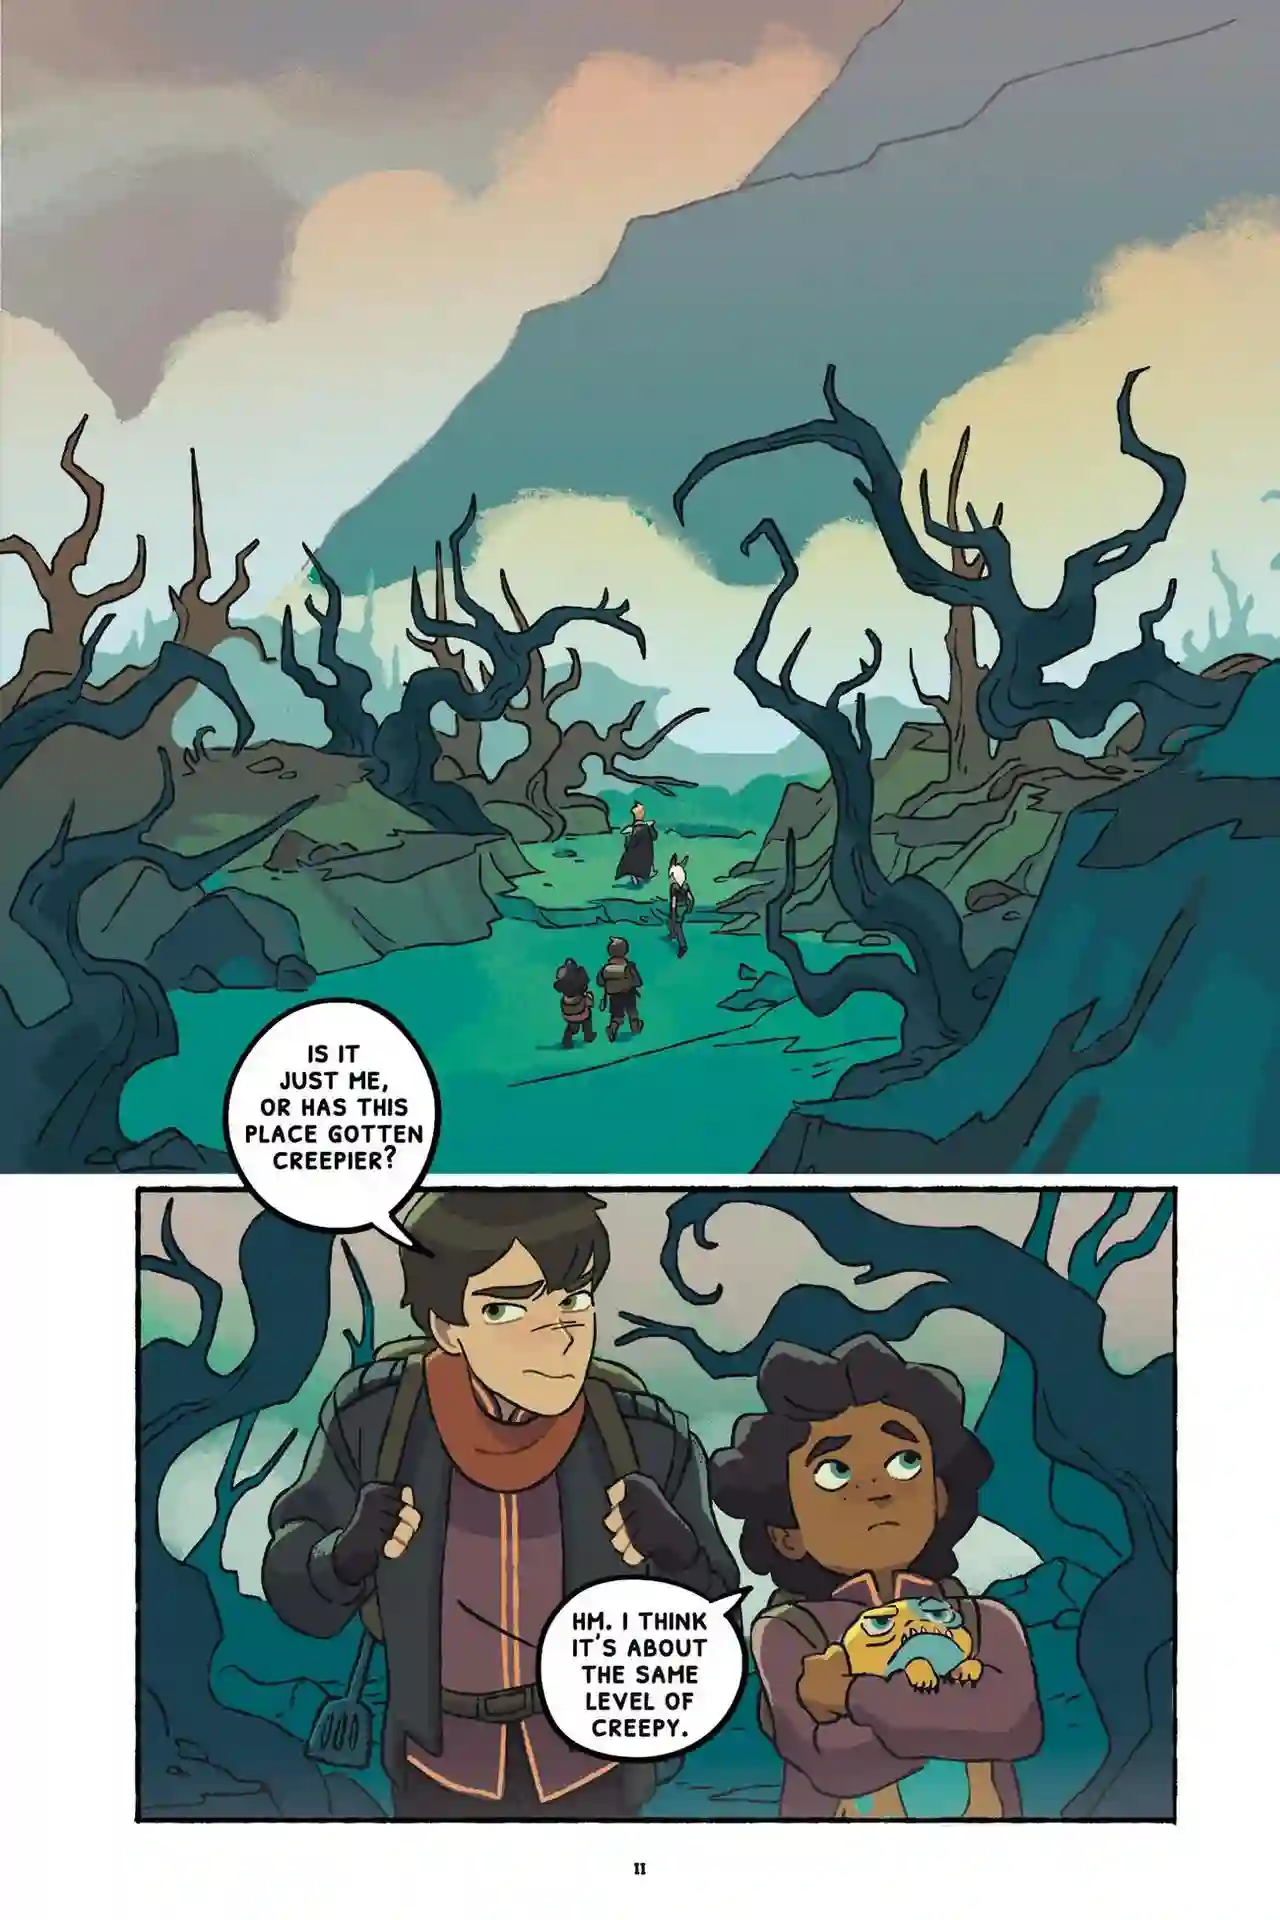 IS IT
JUST ME,
OR HAS THIS
PLACE GOTTEN
CREEPIER?
HM. I THINK
IT'S ABOUT
THE SAME
LEVEL OF
CREEPY.
11